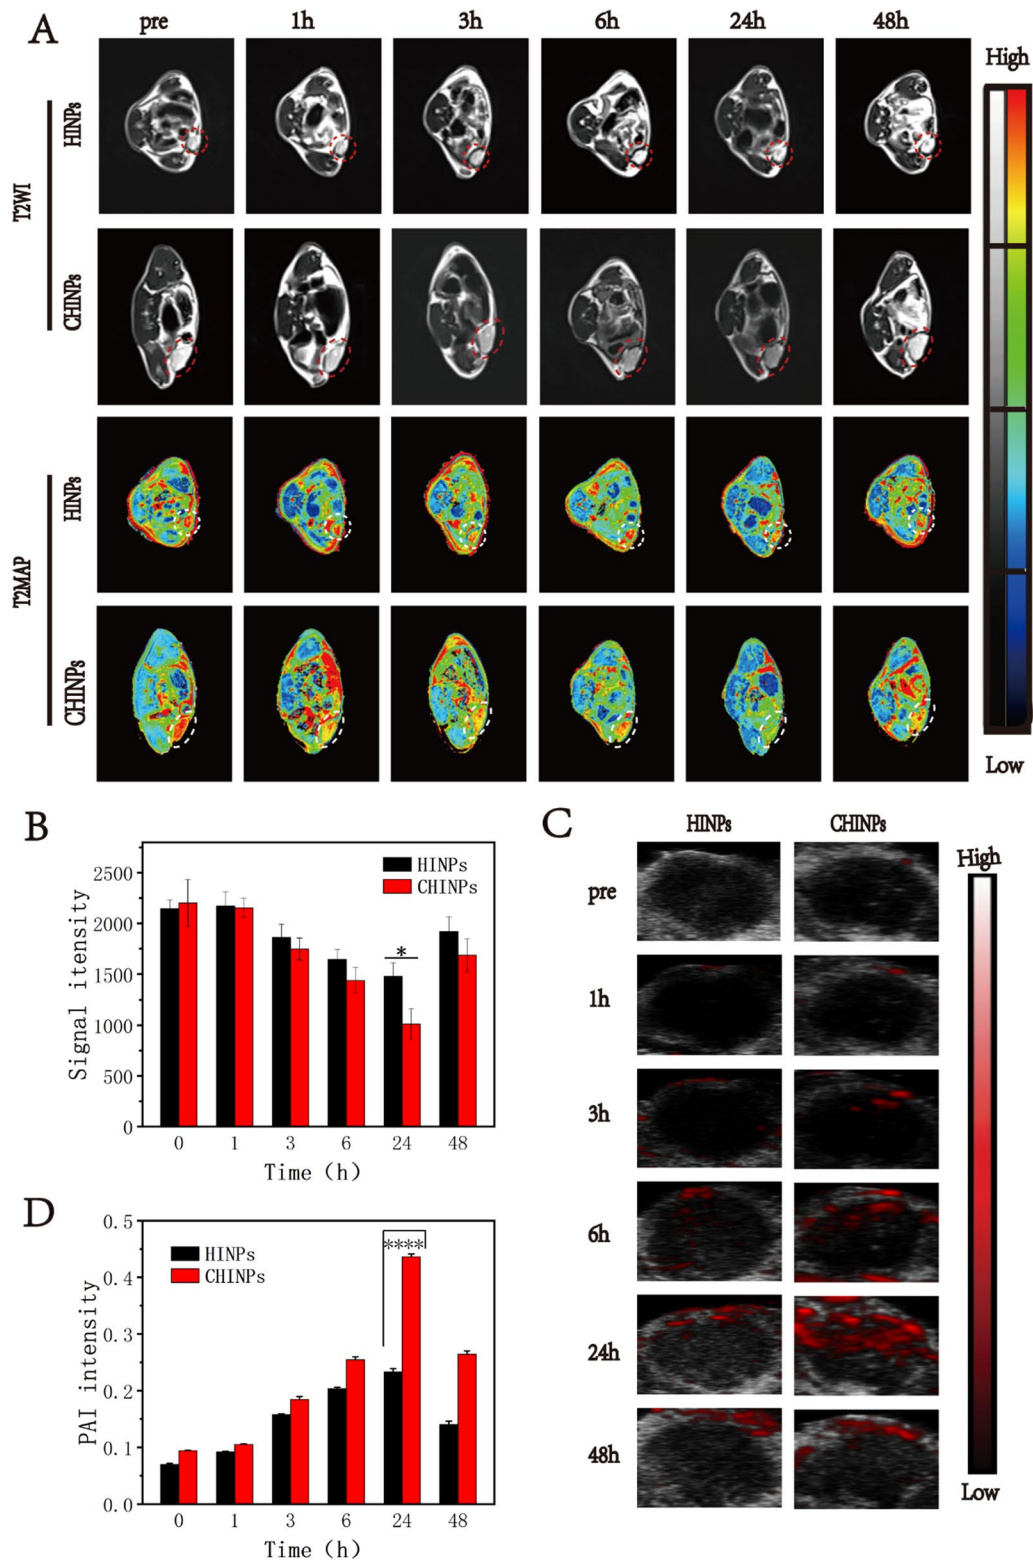 A
pre 1h 3h 6h 24h 48h
High
T2WI
HINPs
CHINPs
T2MAP
HINPs
CHINPs
Low
B
HINPs
CHINPs
*
Signal itensity
2500
2000
1500
1000
500
0
0 1 3 6 24 48
Time (h)
C
HINPs CHINPs
High
pre
1h
3h
6h
24h
48h
Low
D
HINPs
CHINPs
****
PAI intensity
0.5
0.4
0.3
0.2
0.1
0.0
0 1 3 6 24 48
Time (h)